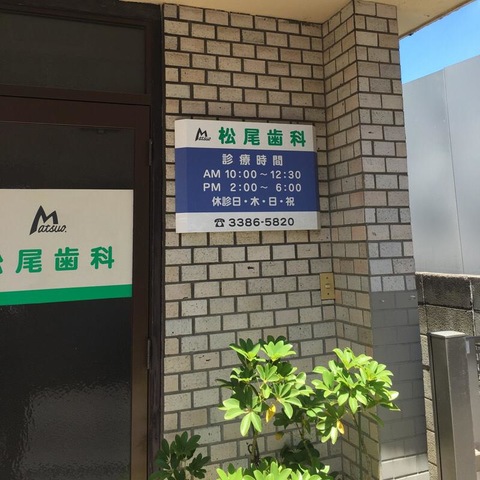 Matsuo 松尾歯科
診療時間
AM 10:00〜12:30
PM 2:00〜 6:00
休診日・木・日・祝
☎ 3386-5820
Matsuo.
松尾歯科